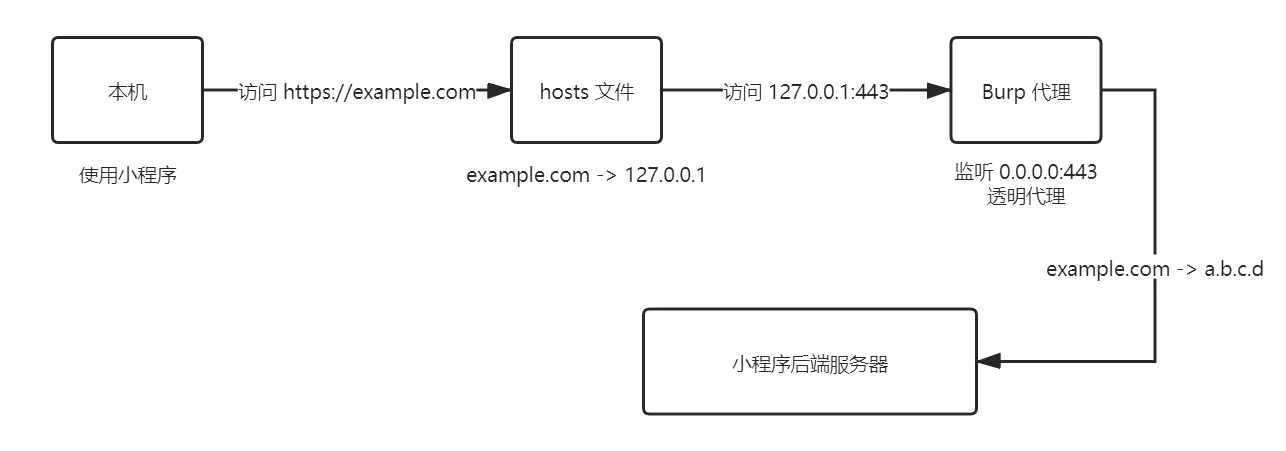 本机
访问 https://example.com
hosts 文件
访问 127.0.0.1:443
Burp 代理
使用小程序
example.com -> 127.0.0.1
监听 0.0.0.0:443
透明代理
example.com -> a.b.c.d
小程序后端服务器